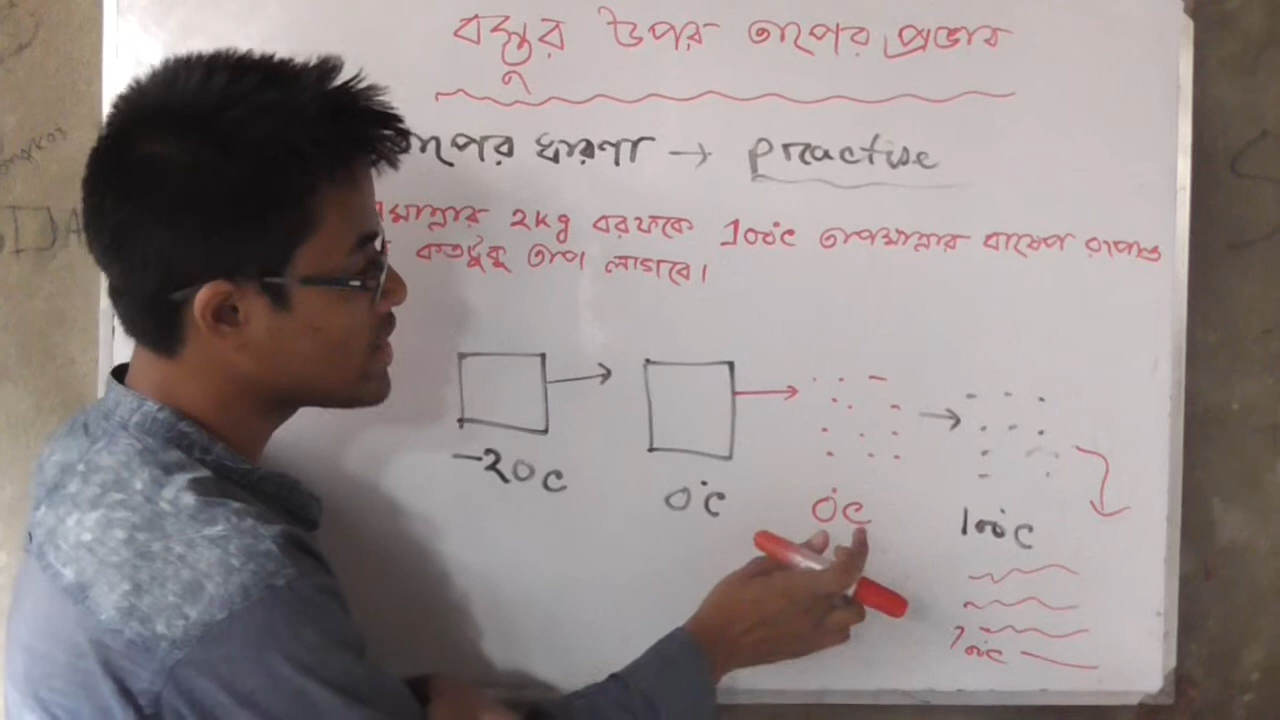 বস্তুর উপর তাপের প্রভাব
তাপের ধারণা → practise
মাত্রার 2kg বরফকে 100°c তাপমাত্রার বাষ্পে রূপান্ত
কতটুকু তাপ লাগবে।
-20c
0°c
0°c
100°c
100°c